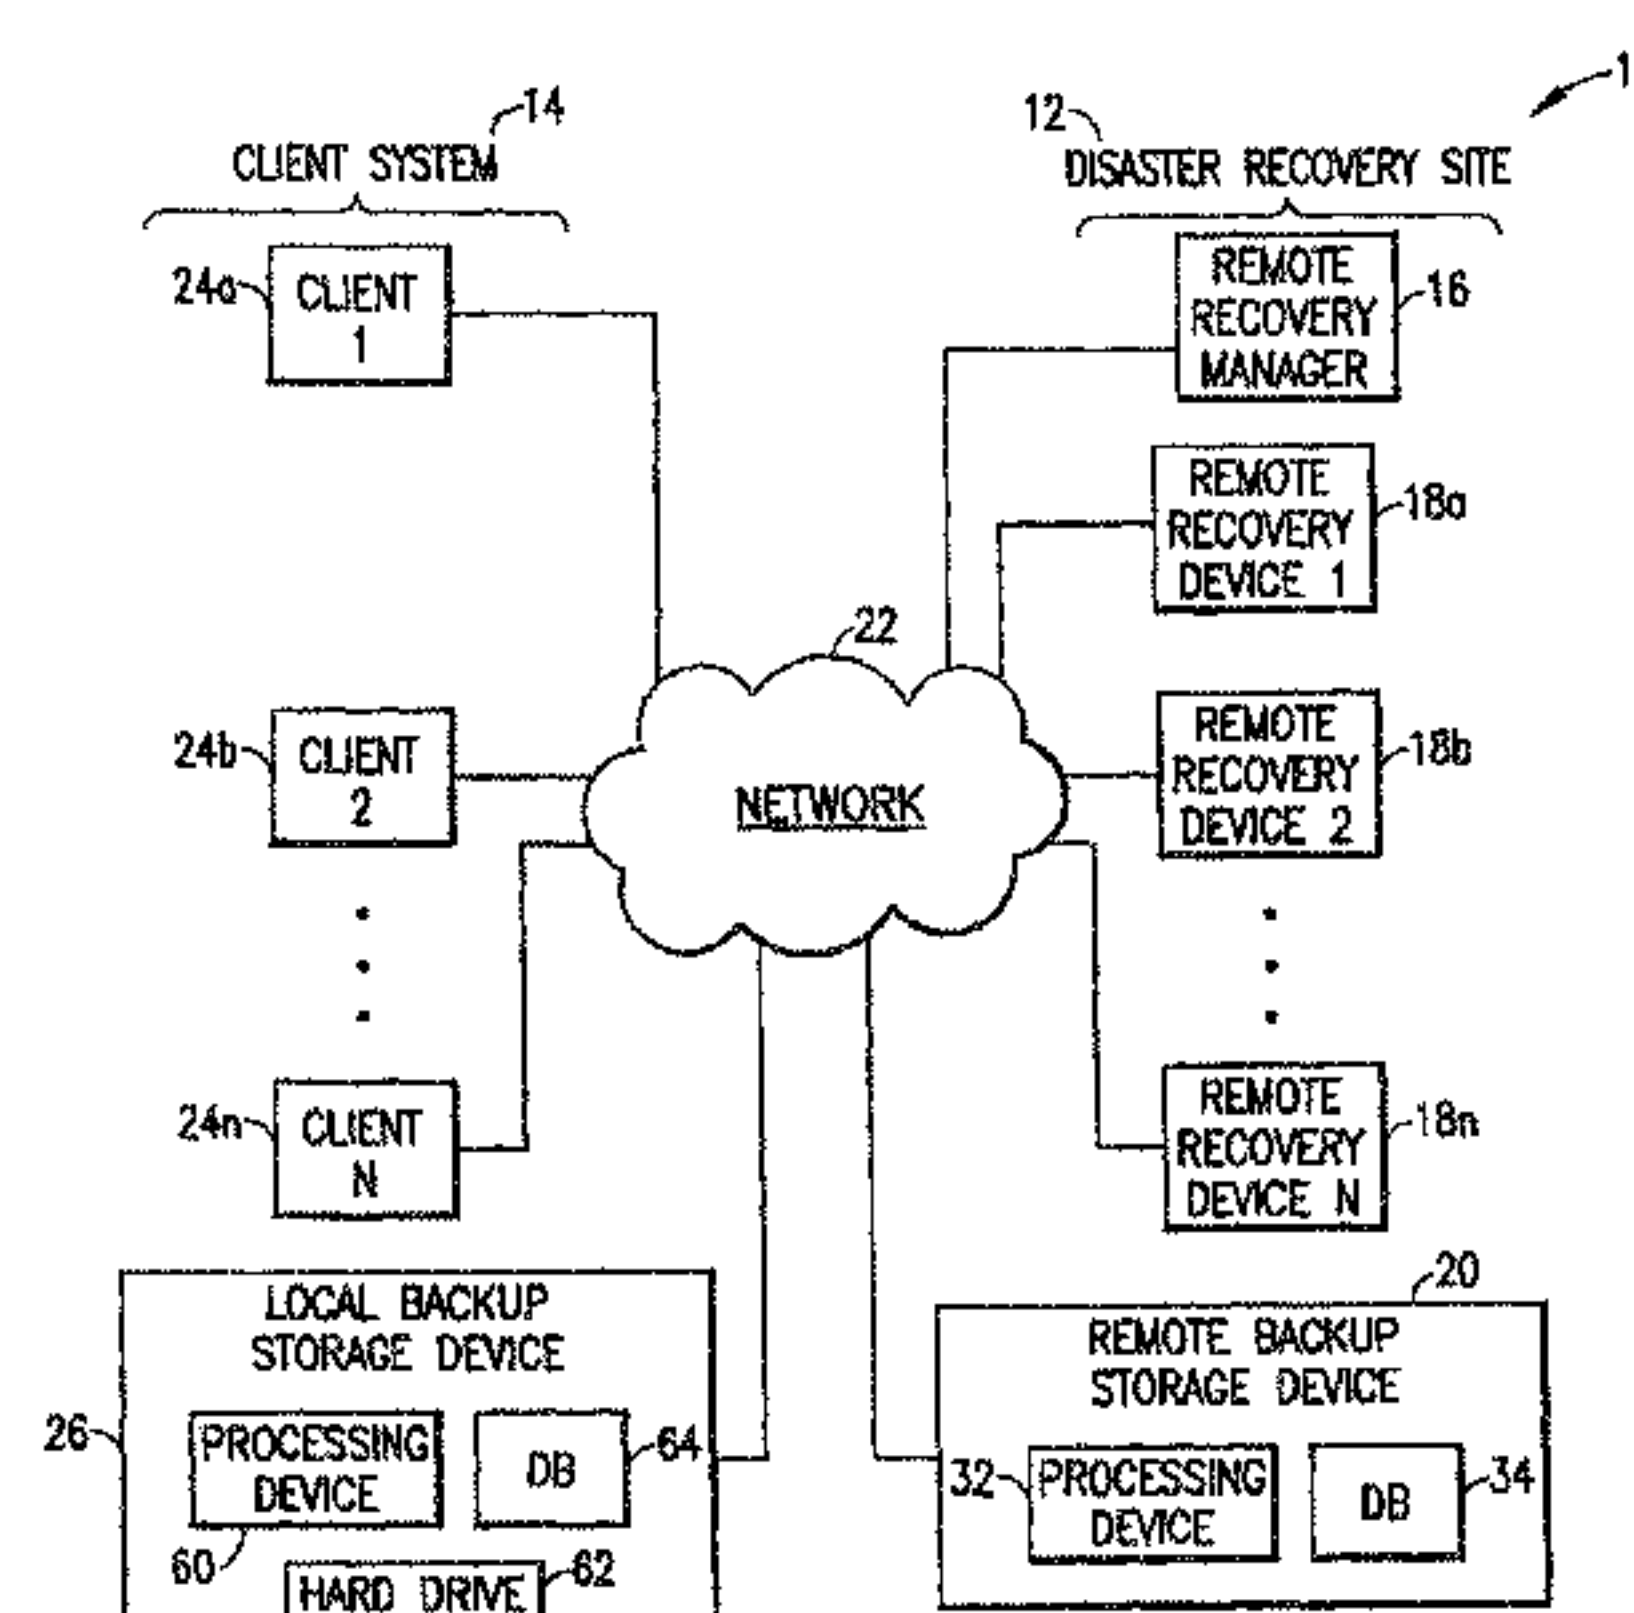 1
14
12
CLIENT SYSTEM
DISASTER RECOVERY SITE
24a
CLIENT
1
REMOTE
RECOVERY
MANAGER
16
REMOTE
RECOVERY
DEVICE 1
18a
22
NETWORK
24b
CLIENT
2
REMOTE
RECOVERY
DEVICE 2
18b
24n
CLIENT
N
REMOTE
RECOVERY
DEVICE N
18n
LOCAL BACKUP
STORAGE DEVICE
26
PROCESSING
DEVICE
60
DB
64
HARD DRIVE
62
20
REMOTE BACKUP
STORAGE DEVICE
32
PROCESSING
DEVICE
DB
34